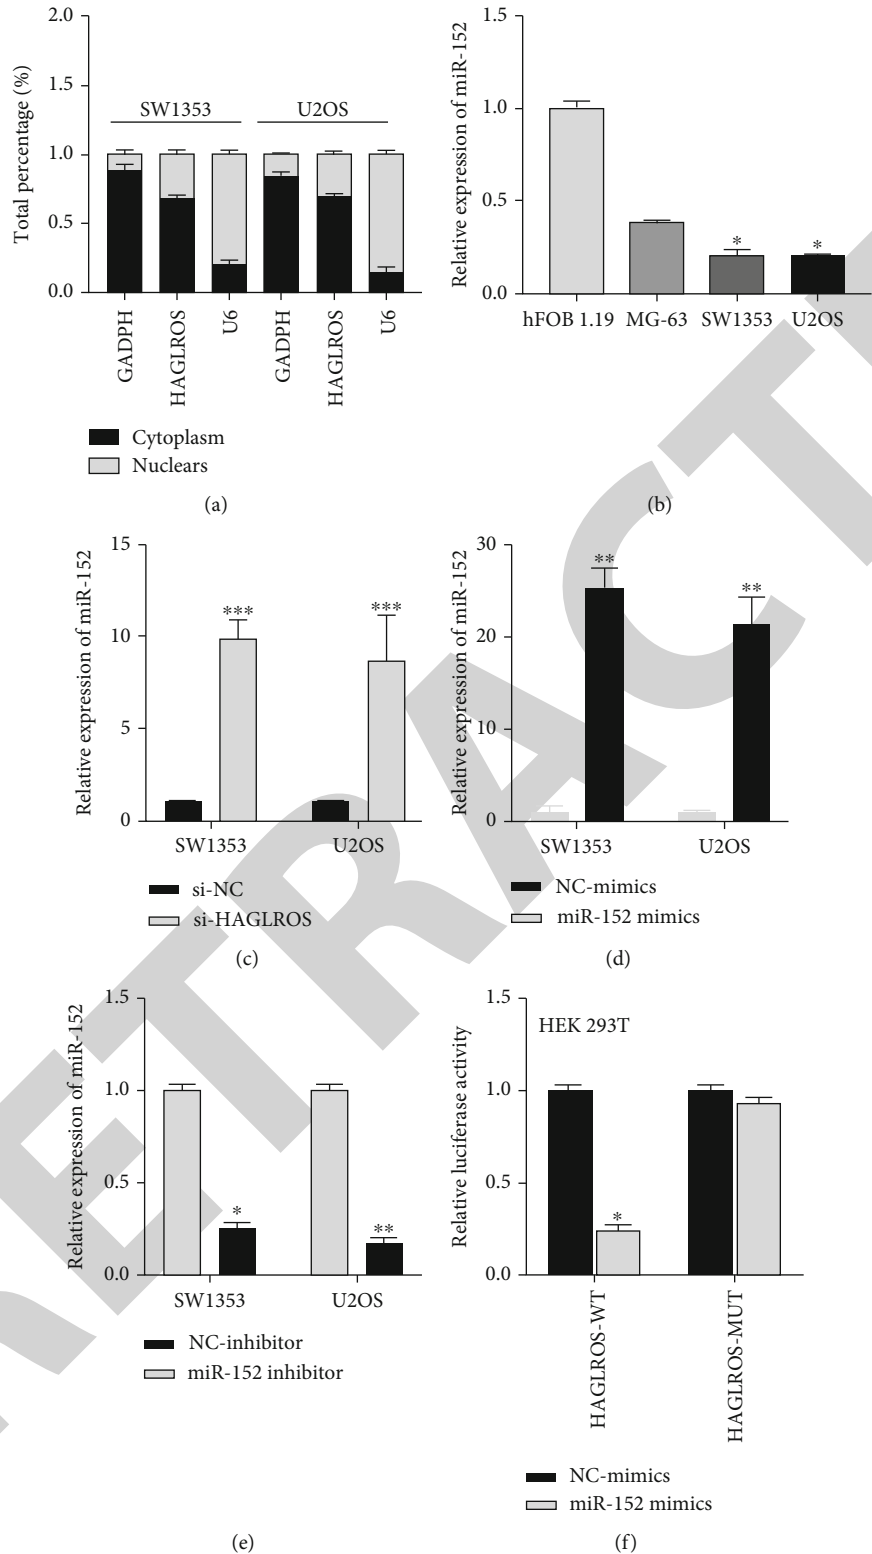 Total percentage (%)
2.0
1.5
1.0
0.5
0.0
SW1353
U2OS
GADPH
HAGLROS
U6
GADPH
HAGLROS
U6
Cytoplasm
Nuclears
(a)
Relative expression of miR-152
1.5
1.0
0.5
0.0
*
*
hFOB 1.19
MG-63
SW1353
U2OS
(b)
Relative expression of miR-152
15
10
5
0
***
***
SW1353
U2OS
si-NC
si-HAGLROS
(c)
Relative expression of miR-152
30
20
10
0
**
**
SW1353
U2OS
NC-mimics
miR-152 mimics
(d)
Relative expression of miR-152
1.5
1.0
0.5
0.0
*
**
SW1353
U2OS
NC-inhibitor
miR-152 inhibitor
(e)
Relative luciferase activity
1.5
1.0
0.5
0.0
HEK 293T
*
HAGLROS-WT
HAGLROS-MUT
NC-mimics
miR-152 mimics
(f)
RETRACT